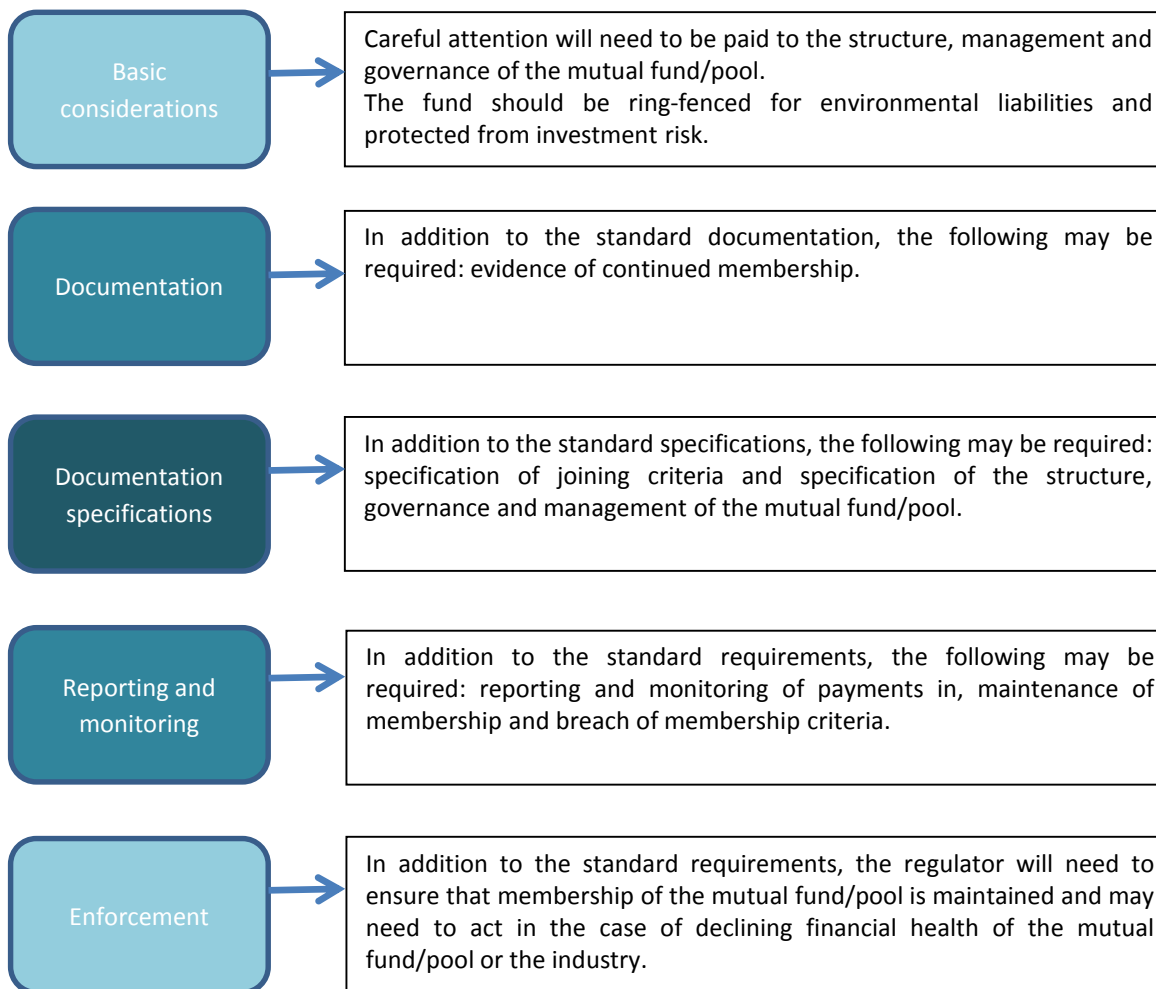 Basic
considerations
Careful attention will need to be paid to the structure, management and
governance of the mutual fund/pool.
The fund should be ring-fenced for environmental liabilities and
protected from investment risk.
Documentation
In addition to the standard documentation, the following may be
required: evidence of continued membership.
Documentation
specifications
In addition to the standard specifications, the following may be required:
specification of joining criteria and specification of the structure,
governance and management of the mutual fund/pool.
Reporting and
monitoring
In addition to the standard requirements, the following may be
required: reporting and monitoring of payments in, maintenance of
membership and breach of membership criteria.
Enforcement
In addition to the standard requirements, the regulator will need to
ensure that membership of the mutual fund/pool is maintained and may
need to act in the case of declining financial health of the mutual
fund/pool or the industry.